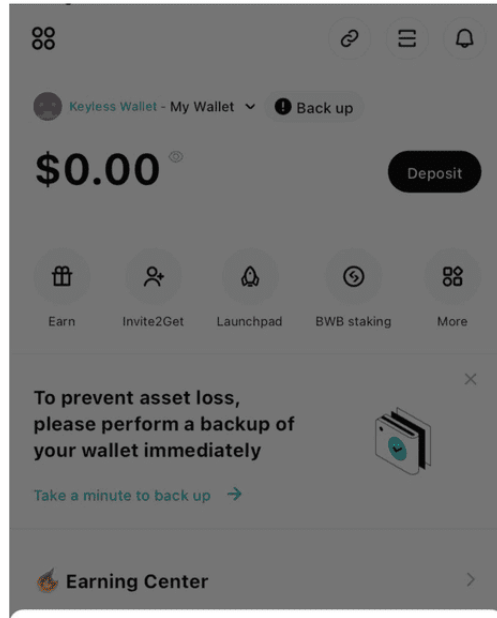 Keyless Wallet - My Wallet
Back up
$0.00
Deposit
Earn
Invite2Get
Launchpad
BWB staking
More
To prevent asset loss,
please perform a backup of
your wallet immediately
Take a minute to back up
Earning Center